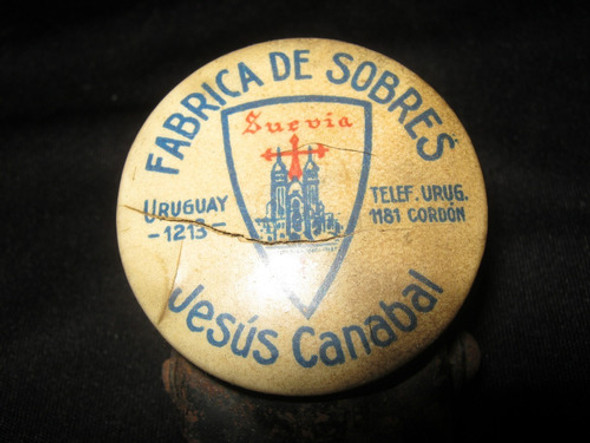 FABRICA DE SOBRES
Suevia
URUGUAY
-1213-
TELEF. URUG.
1181 CORDÓN
Jesús Canabal